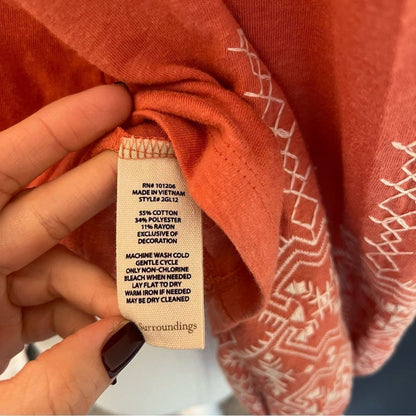 RN# 101206
MADE IN VIETNAM
STYLE# 2GL12
55% COTTON
34% POLYESTER
11% RAYON
EXCLUSIVE OF
DECORATION
MACHINE WASH COLD
GENTLE CYCLE
ONLY NON-CHLORINE
BLEACH WHEN NEEDED
LAY FLAT TO DRY
WARM IRON IF NEEDED
MAY BE DRY CLEANED
Surroundings